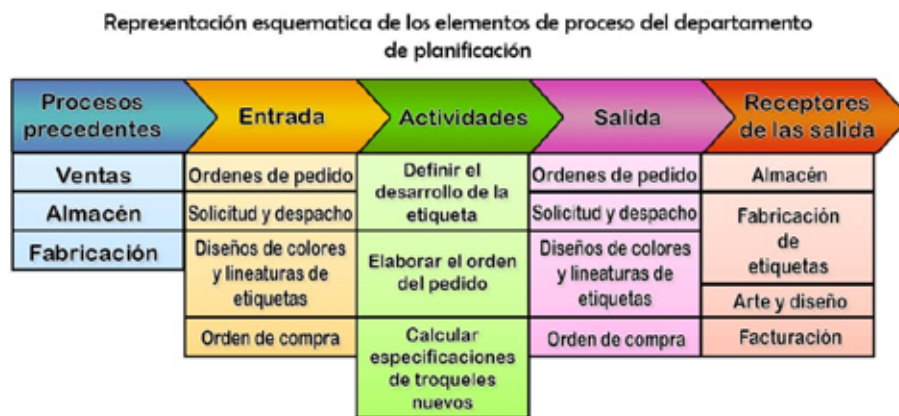 Representación esquematica de los elementos de proceso del departamento
de planificación
Procesos
precedentes
Entrada
Actividades
Salida
Receptores
de las salida
Ventas
Almacén
Fabricación
Ordenes de pedido
Solicitud y despacho
Diseños de colores
y lineaturas de
etiquetas
Orden de compra
Definir el
desarrollo de la
etiqueta
Elaborar el orden
del pedido
Calcular
especificaciones
de troqueles
nuevos
Ordenes de pedido
Solicitud y despacho
Diseños de colores
y lineaturas de
etiquetas
Orden de compra
Almacén
Fabricación
de
etiquetas
Arte y diseño
Facturación